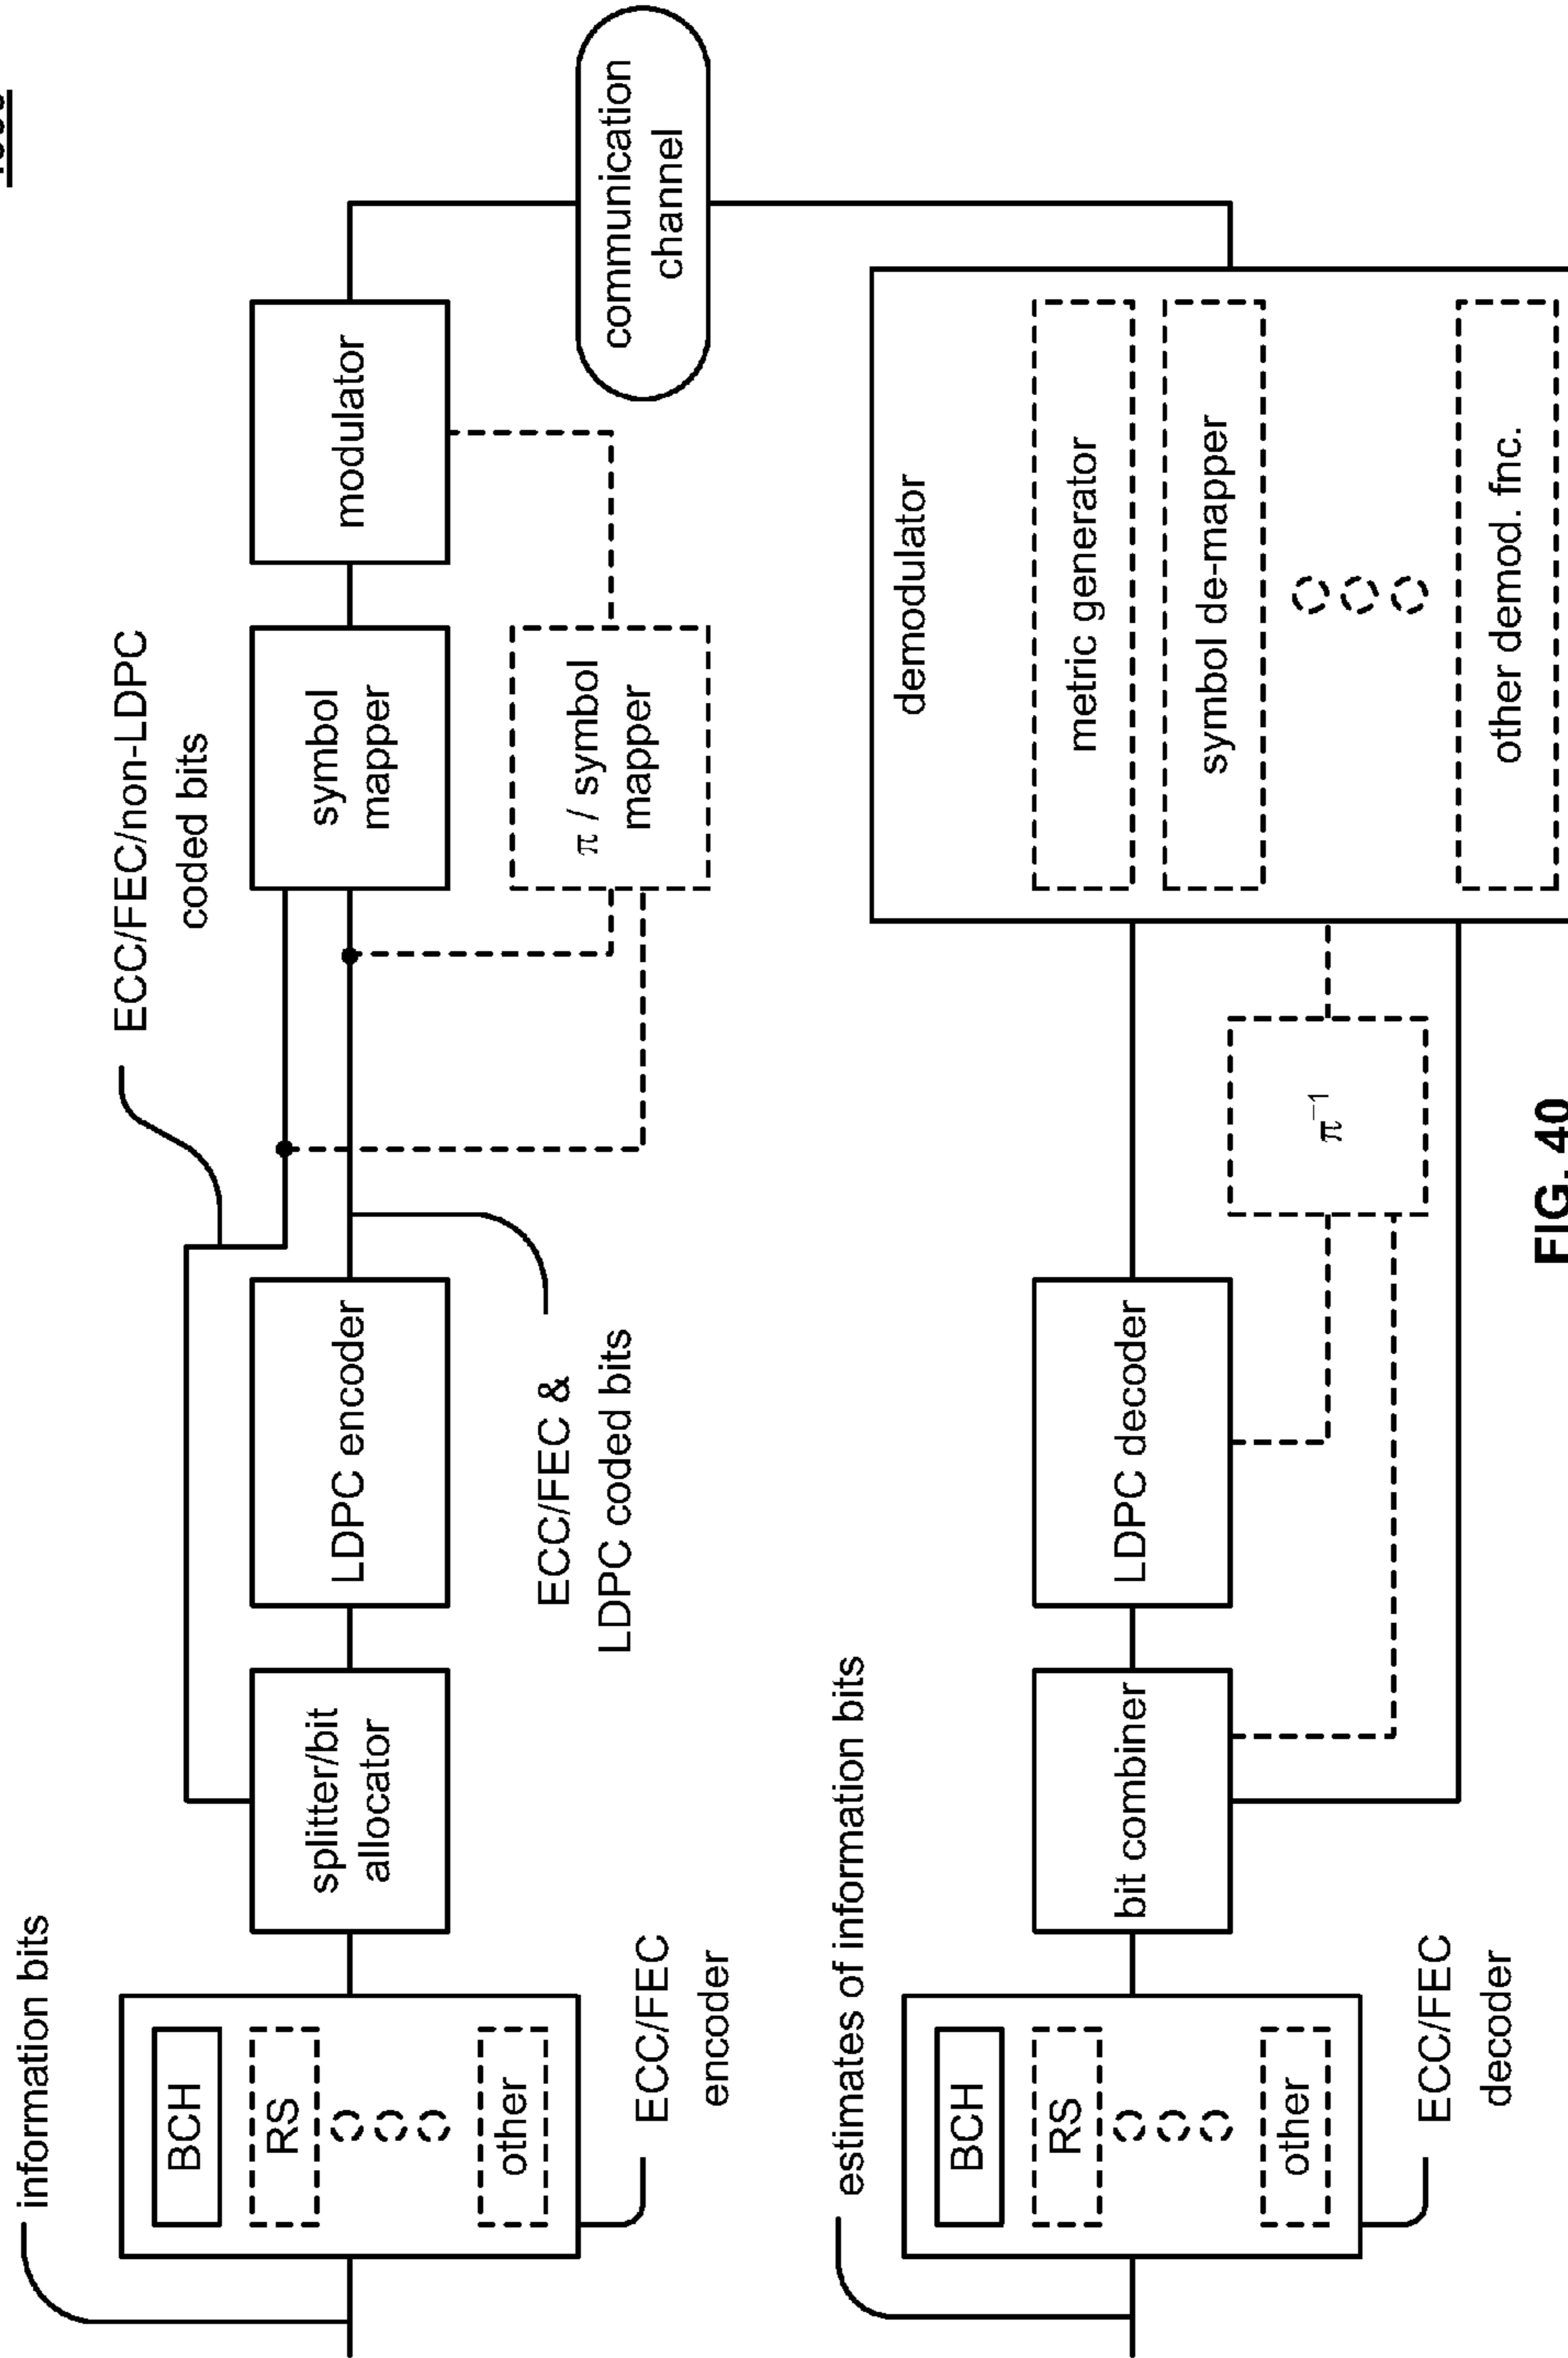 information bits
BCH
RS
other
ECC/FEC
encoder
splitter/bit
allocator
LDPC encoder
ECC/FEC &
LDPC coded bits
ECC/FEC/non-LDPC
coded bits
symbol
mapper
π / symbol
mapper
modulator
communication
channel
estimates of information bits
BCH
RS
other
ECC/FEC
decoder
bit combiner
LDPC decoder
π⁻¹
demodulator
metric generator
symbol de-mapper
other demod. fnc.
FIG. 40